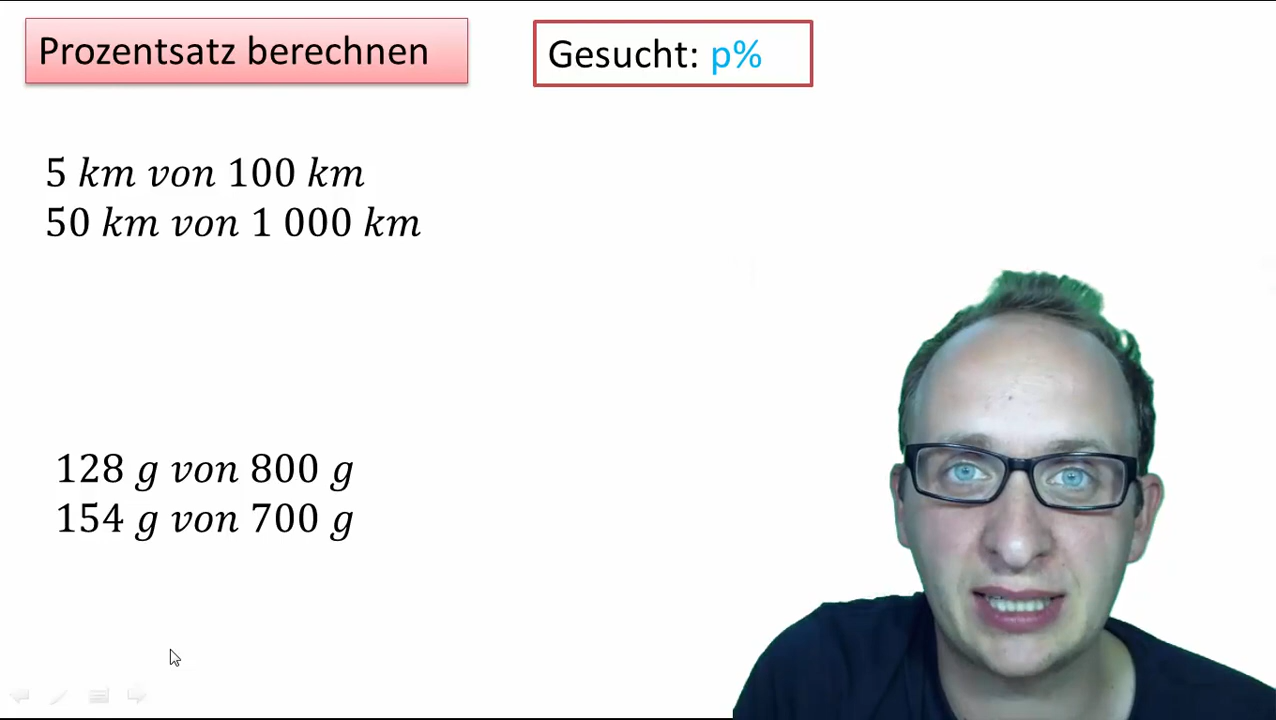 Prozentsatz berechnen
Gesucht: p%
5 km von 100 km
50 km von 1 000 km
128 g von 800 g
154 g von 700 g